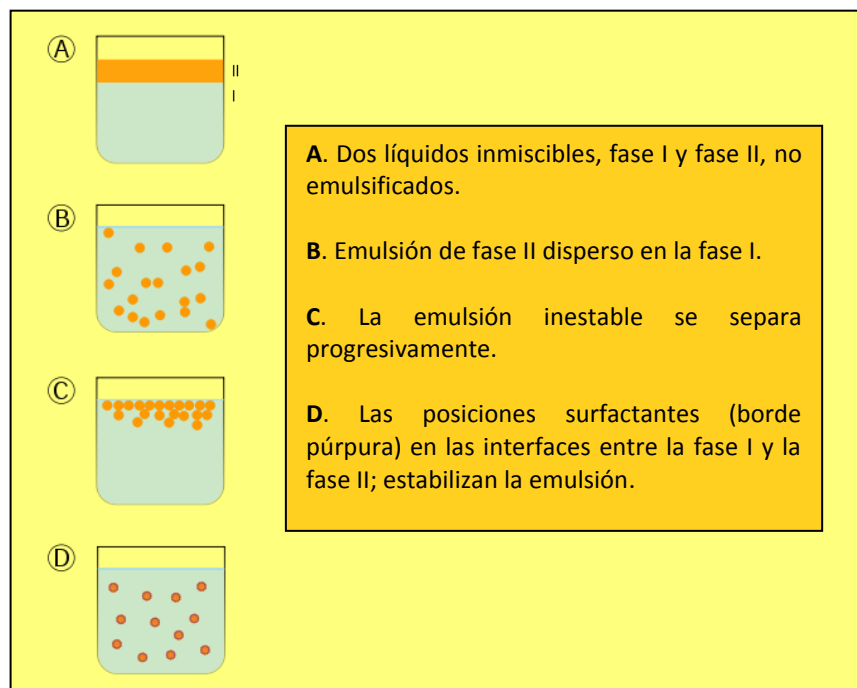 A
II
I
B
C
D
A. Dos líquidos inmiscibles, fase I y fase II, no
emulsificados.
B. Emulsión de fase II disperso en la fase I.
C. La emulsión inestable se separa
progresivamente.
D. Las posiciones surfactantes (borde
púrpura) en las interfaces entre la fase I y la
fase II; estabilizan la emulsión.